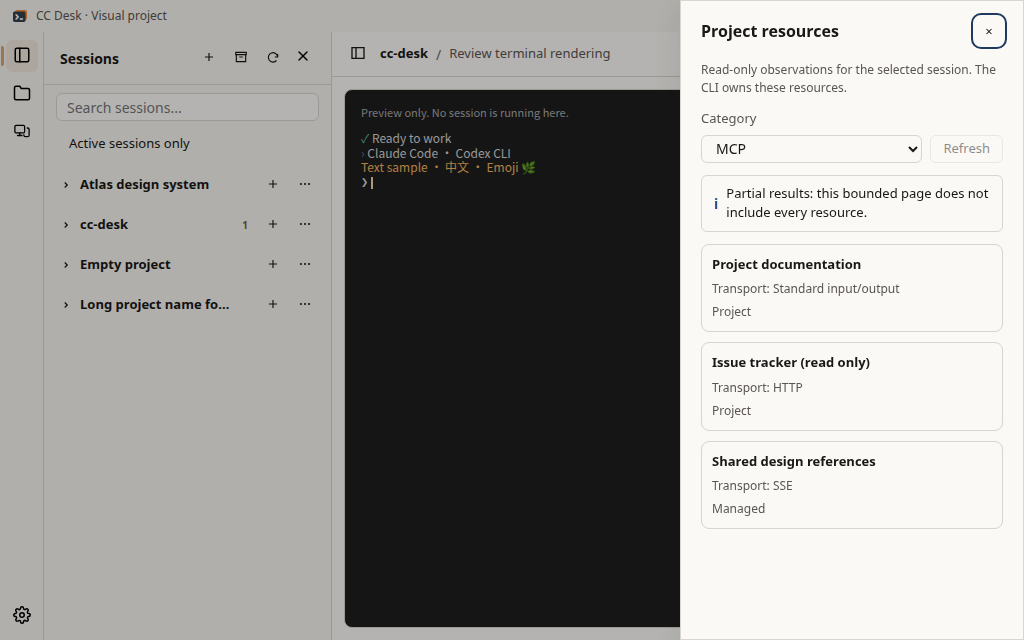 CC Desk · Visual project
Sessions
Search sessions...
Active sessions only
Atlas design system
cc-desk 1
Empty project
Long project name fo...
cc-desk / Review terminal rendering
Preview only. No session is running here.
✓ Ready to work
› Claude Code • Codex CLI
Text sample • 中文 • Emoji 🌿
❯
Project resources
×
Read-only observations for the selected session. The
CLI owns these resources.
Category
MCP
Refresh
i Partial results: this bounded page does not
include every resource.
Project documentation
Transport: Standard input/output
Project
Issue tracker (read only)
Transport: HTTP
Project
Shared design references
Transport: SSE
Managed